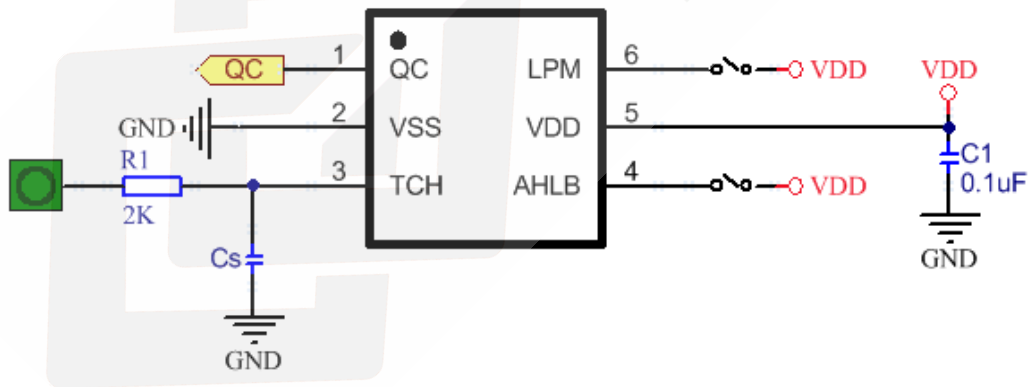 QC 1 QC LPM 6 VDD VDD
GND 2 VSS VDD 5 C1
0.1uF
R1 3 TCH AHLB 4 VDD
2K
Cs
GND
GND